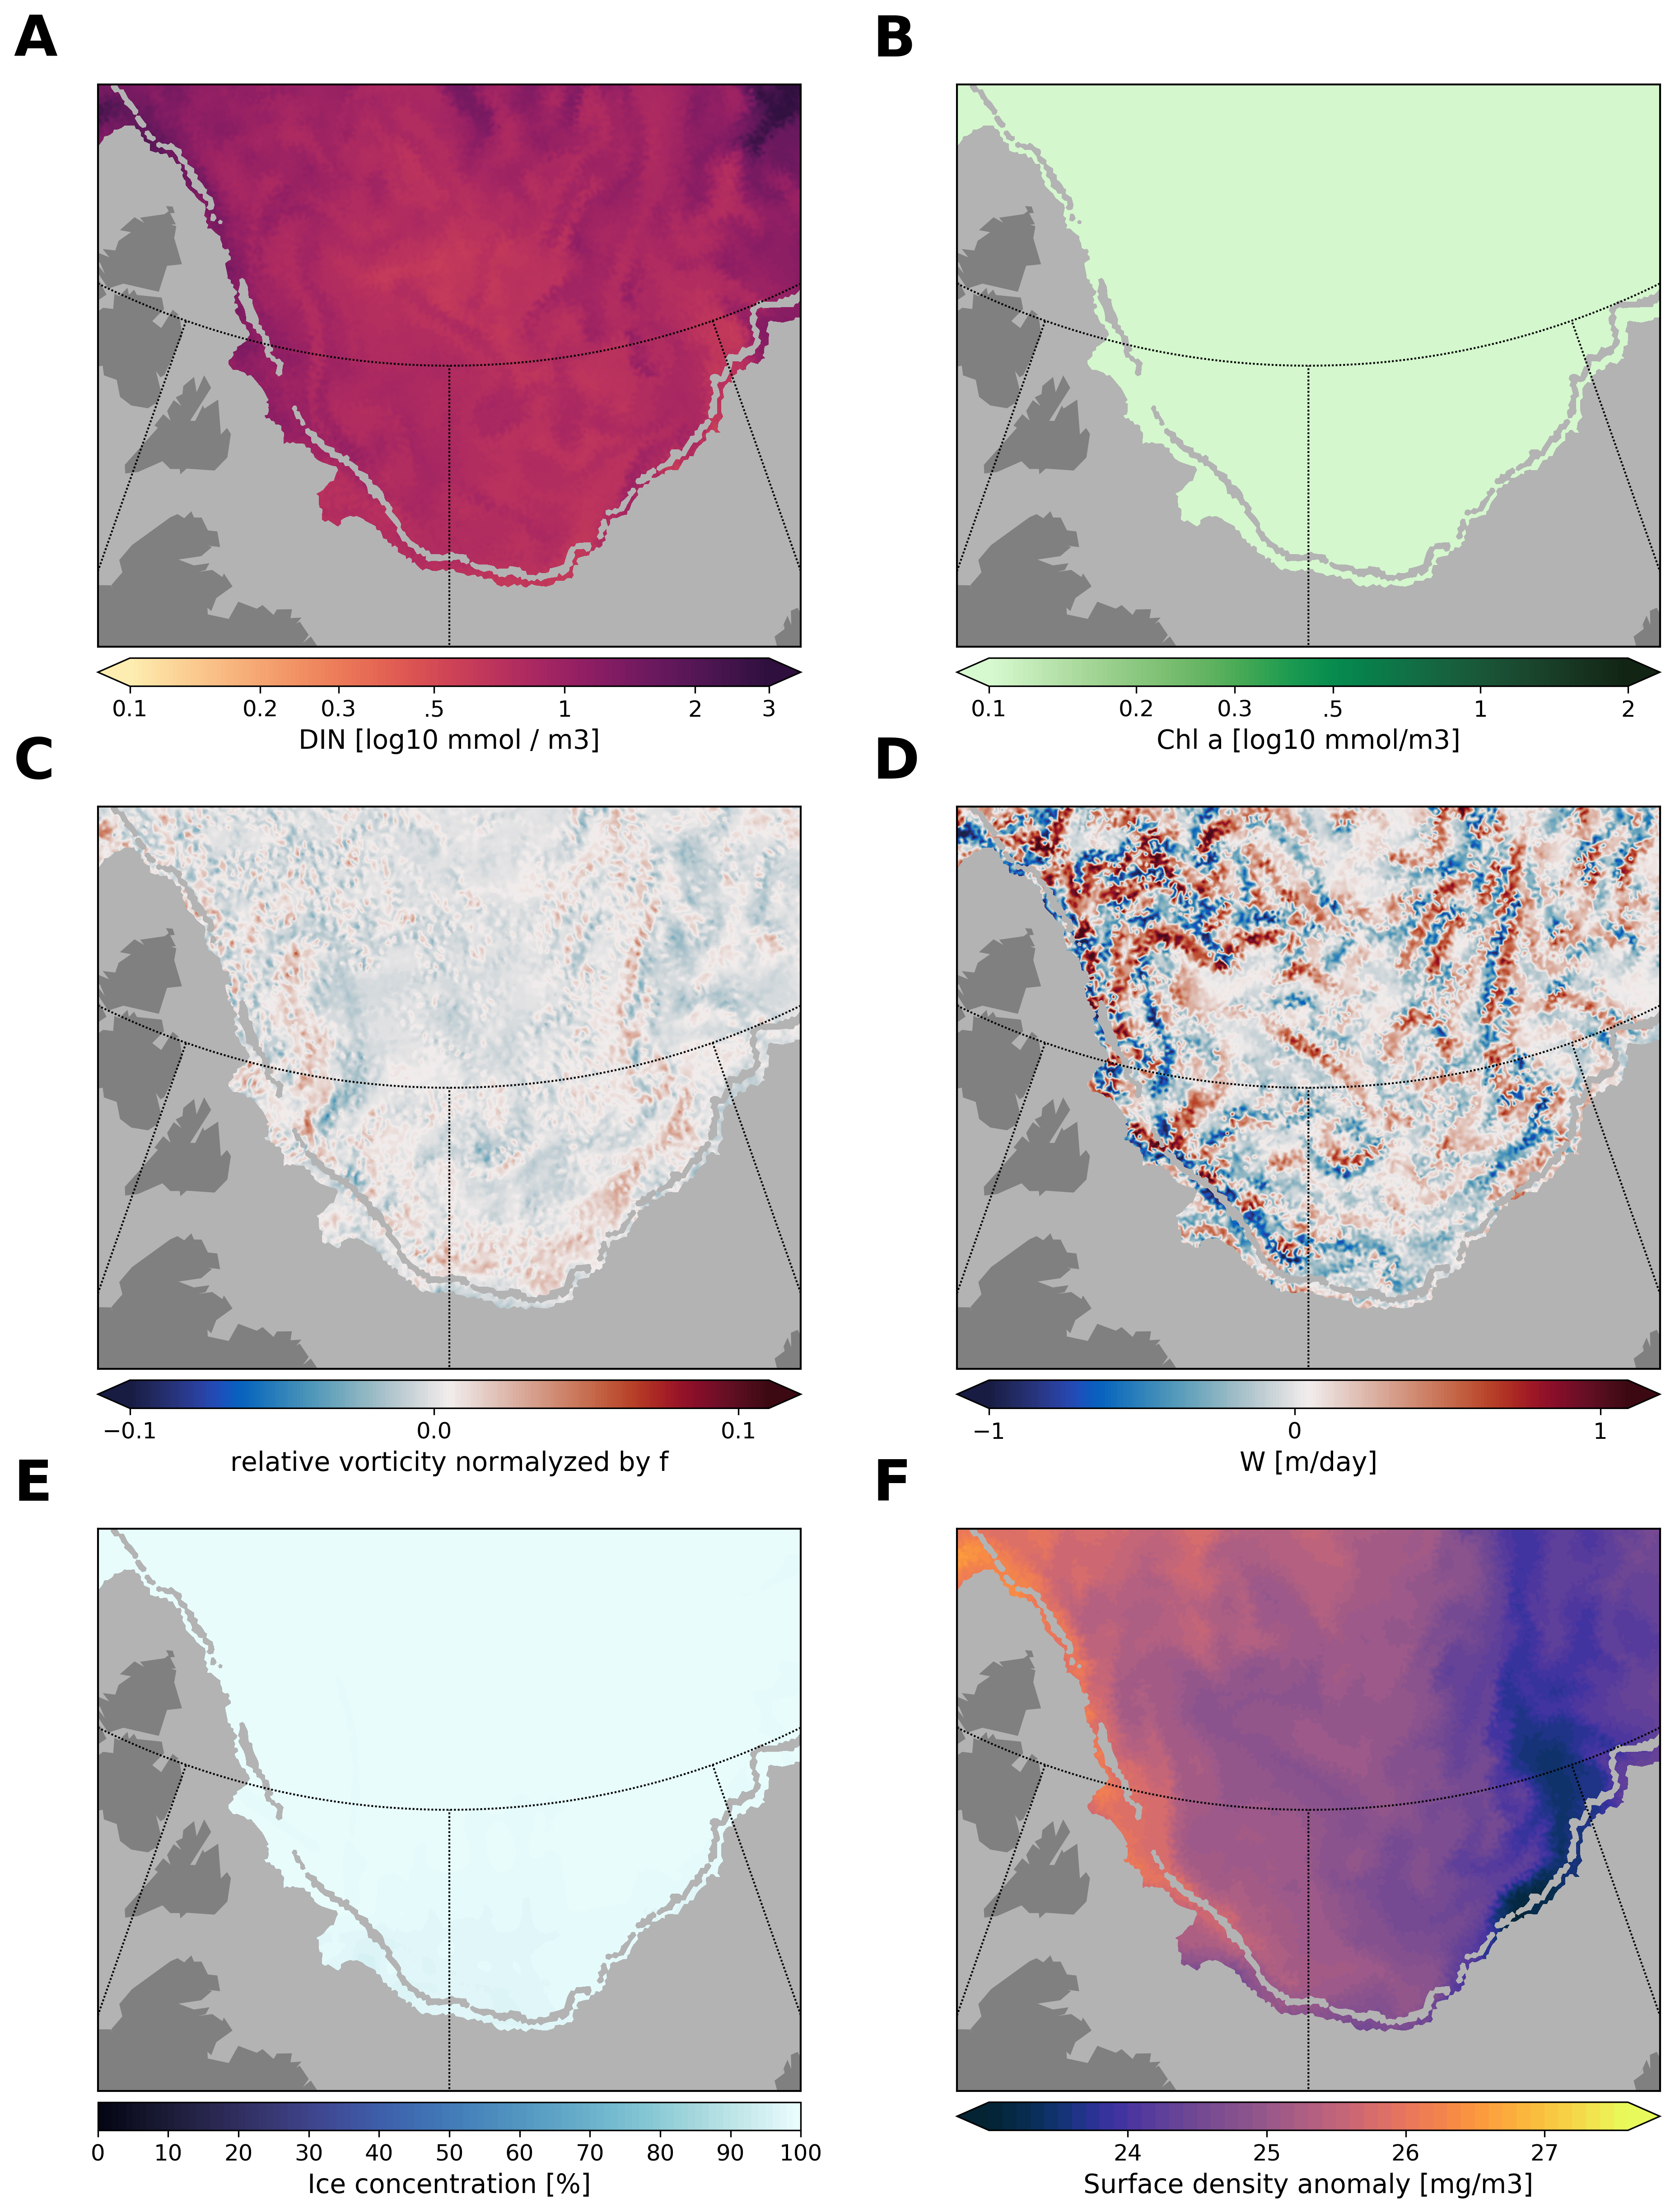 A
B
0.1 0.2 0.3 .5 1 2 3
DIN [log10 mmol / m3]
0.1 0.2 0.3 .5 1 2
Chl a [log10 mmol/m3]
C
D
−0.1 0.0 0.1
relative vorticity normalyzed by f
−1 0 1
W [m/day]
E
F
0 10 20 30 40 50 60 70 80 90 100
Ice concentration [%]
24 25 26 27
Surface density anomaly [mg/m3]